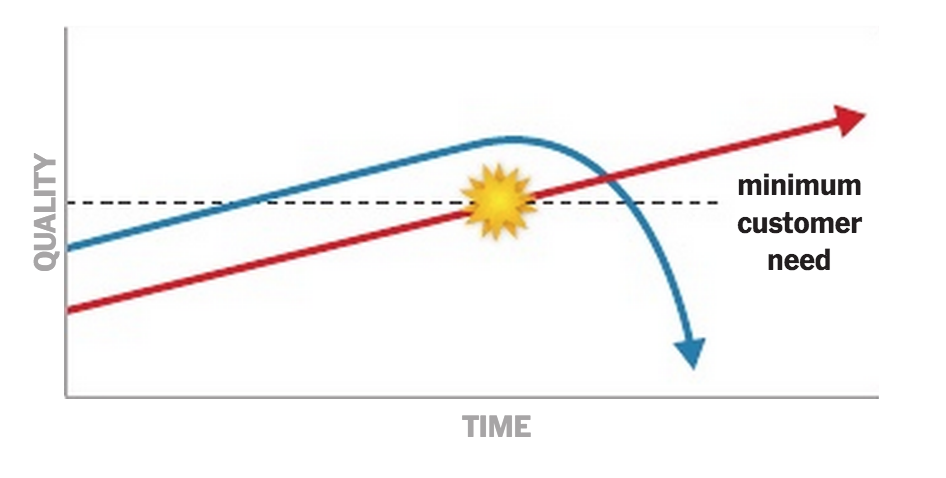 QUALITY
minimum
customer
need
TIME